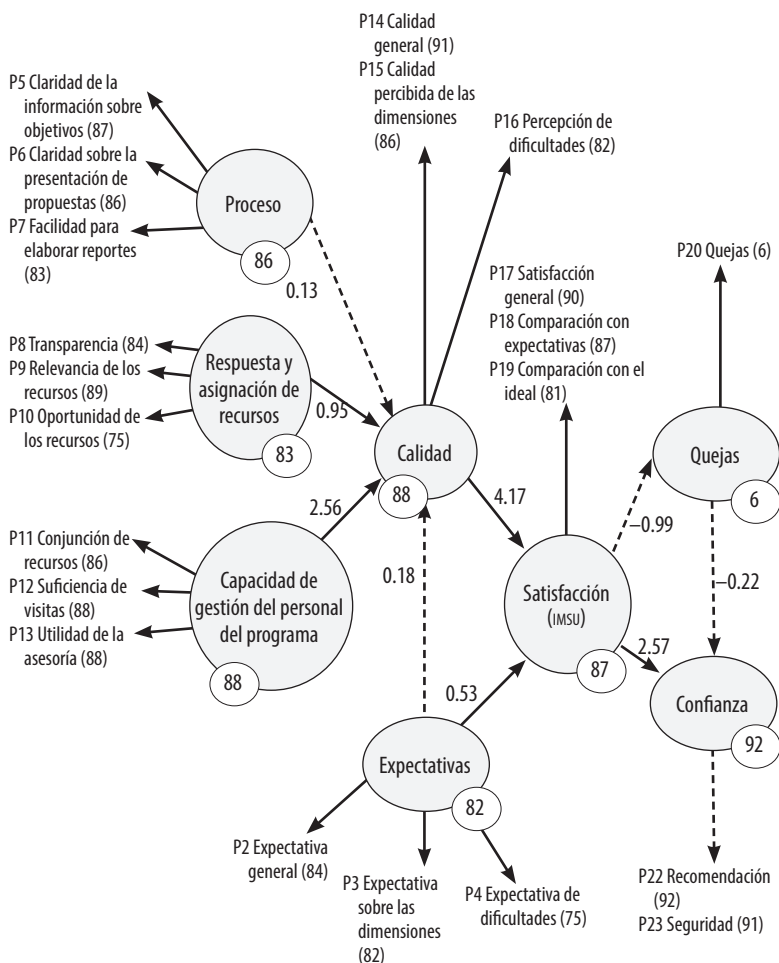 P14 Calidad
general (91)
P15 Calidad
percibida de las
dimensiones
(86)
P5 Claridad de la
información sobre
objetivos (87)
P6 Claridad sobre la
presentación de
propuestas (86)
P7 Facilidad para
elaborar reportes
(83)
P16 Percepción de
dificultades (82)
Proceso
86
0.13
P20 Quejas (6)
P17 Satisfacción
general (90)
P18 Comparación con
expectativas (87)
P19 Comparación con el
ideal (81)
P8 Transparencia (84)
P9 Relevancia de los
recursos (89)
P10 Oportunidad de
los recursos (75)
Respuesta y
asignación de
recursos
83
0.95
Calidad
88
4.17
Quejas
6
−0.99
−0.22
2.56
P11 Conjunción de
recursos (86)
P12 Suficiencia de
visitas (88)
P13 Utilidad de la
asesoría (88)
Capacidad de
gestión del personal
del programa
88
0.18
Satisfacción
(IMSU)
87
2.57
0.53
Confianza
92
Expectativas
82
P2 Expectativa
general (84)
P3 Expectativa
sobre las
dimensiones
(82)
P4 Expectativa de
dificultades (75)
P22 Recomendación
(92)
P23 Seguridad (91)